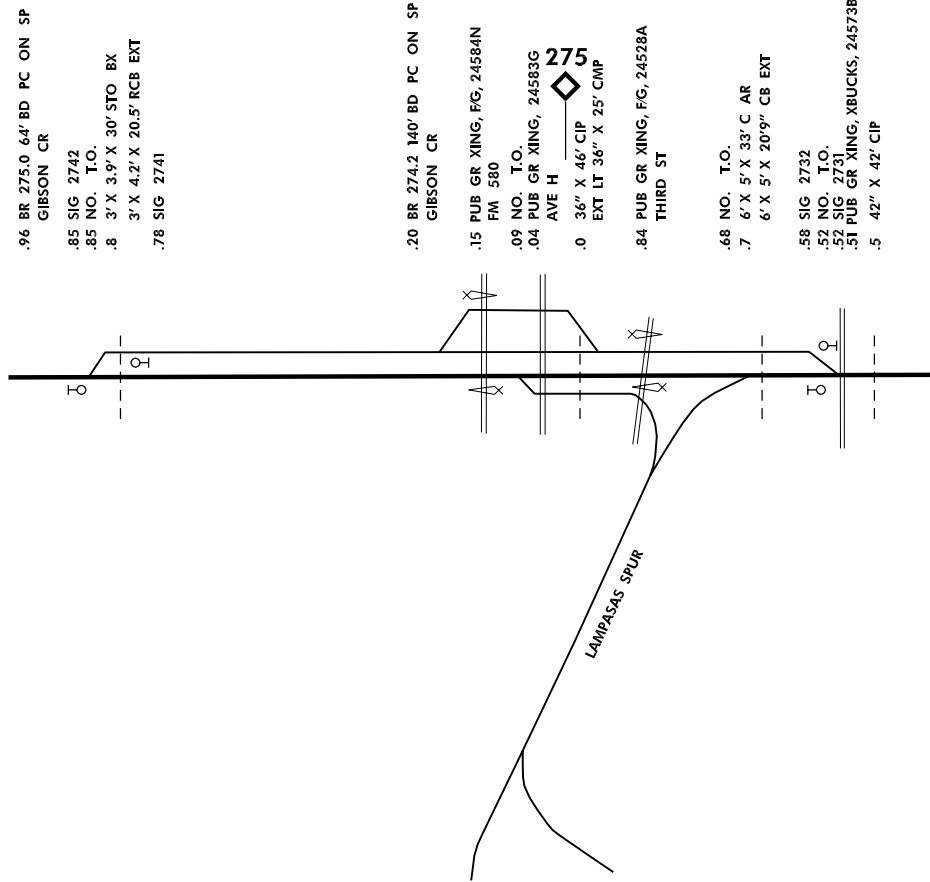 .96 BR 275.0 64' BD PC ON SP
GIBSON CR
.85 SIG 2742
.85 NO. T.O.
.8 3' X 3.9' X 30' STO BX
3' X 4.2' X 20.5' RCB EXT
.78 SIG 2741
.20 BR 274.2 140' BD PC ON SP
GIBSON CR
.15 PUB GR XING, F/G, 24584N
FM 580
.09 NO. T.O.
.04 PUB GR XING, 24583G
AVE H
275
.0 36" X 46' CIP
EXT LT 36" X 25' CMP
.84 PUB GR XING, F/G, 24528A
THIRD ST
.68 NO. T.O.
.7 6' X 5' X 33' C AR
6' X 5' X 20'9" CB EXT
.58 SIG 2732
.52 NO. T.O.
.52 SIG 2731
.51 PUB GR XING, XBUCKS, 24573B
.5 42" X 42' CIP
LAMPASAS SPUR